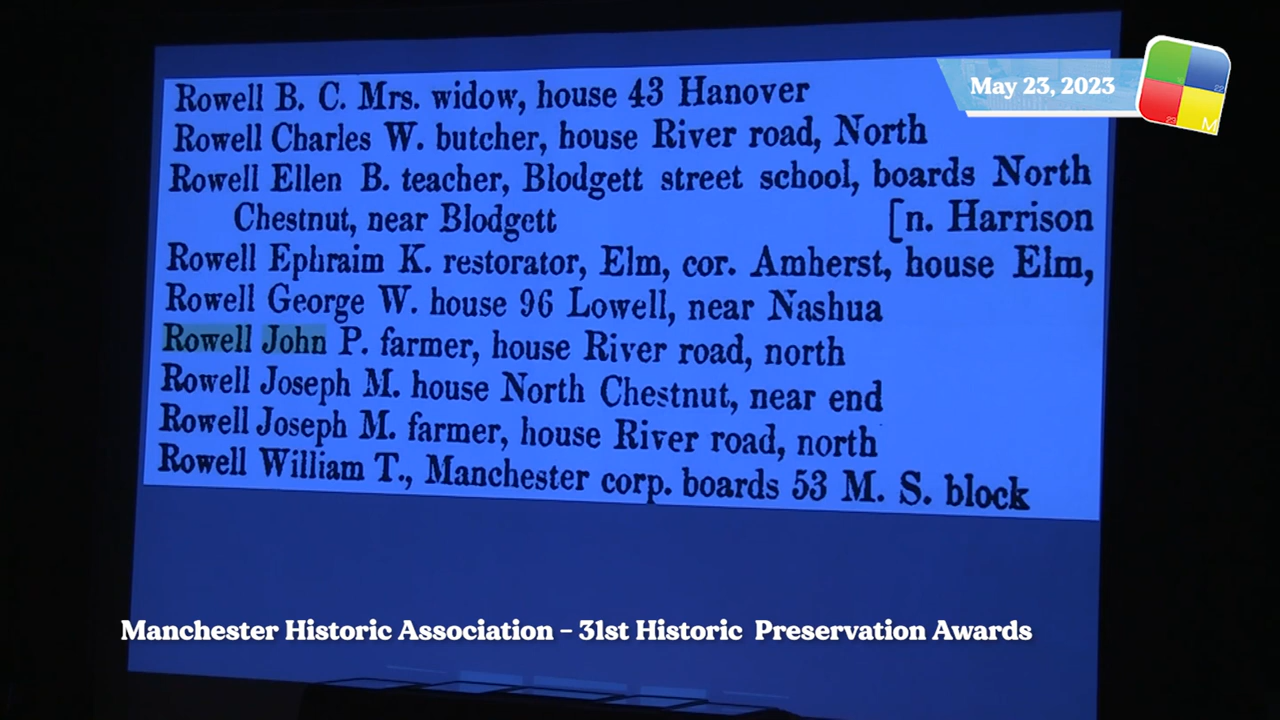 May 23, 2023
Rowell B. C. Mrs. widow, house 43 Hanover
Rowell Charles W. butcher, house River road, North
Rowell Ellen B. teacher, Blodgett street school, boards North
Chestnut, near Blodgett [n. Harrison
Rowell Ephraim K. restorator, Elm, cor. Amherst, house Elm,
Rowell George W. house 96 Lowell, near Nashua
Rowell John P. farmer, house River road, north
Rowell Joseph M. house North Chestnut, near end
Rowell Joseph M. farmer, house River road, north
Rowell William T., Manchester corp. boards 53 M. S. block
Manchester Historic Association – 31st Historic Preservation Awards